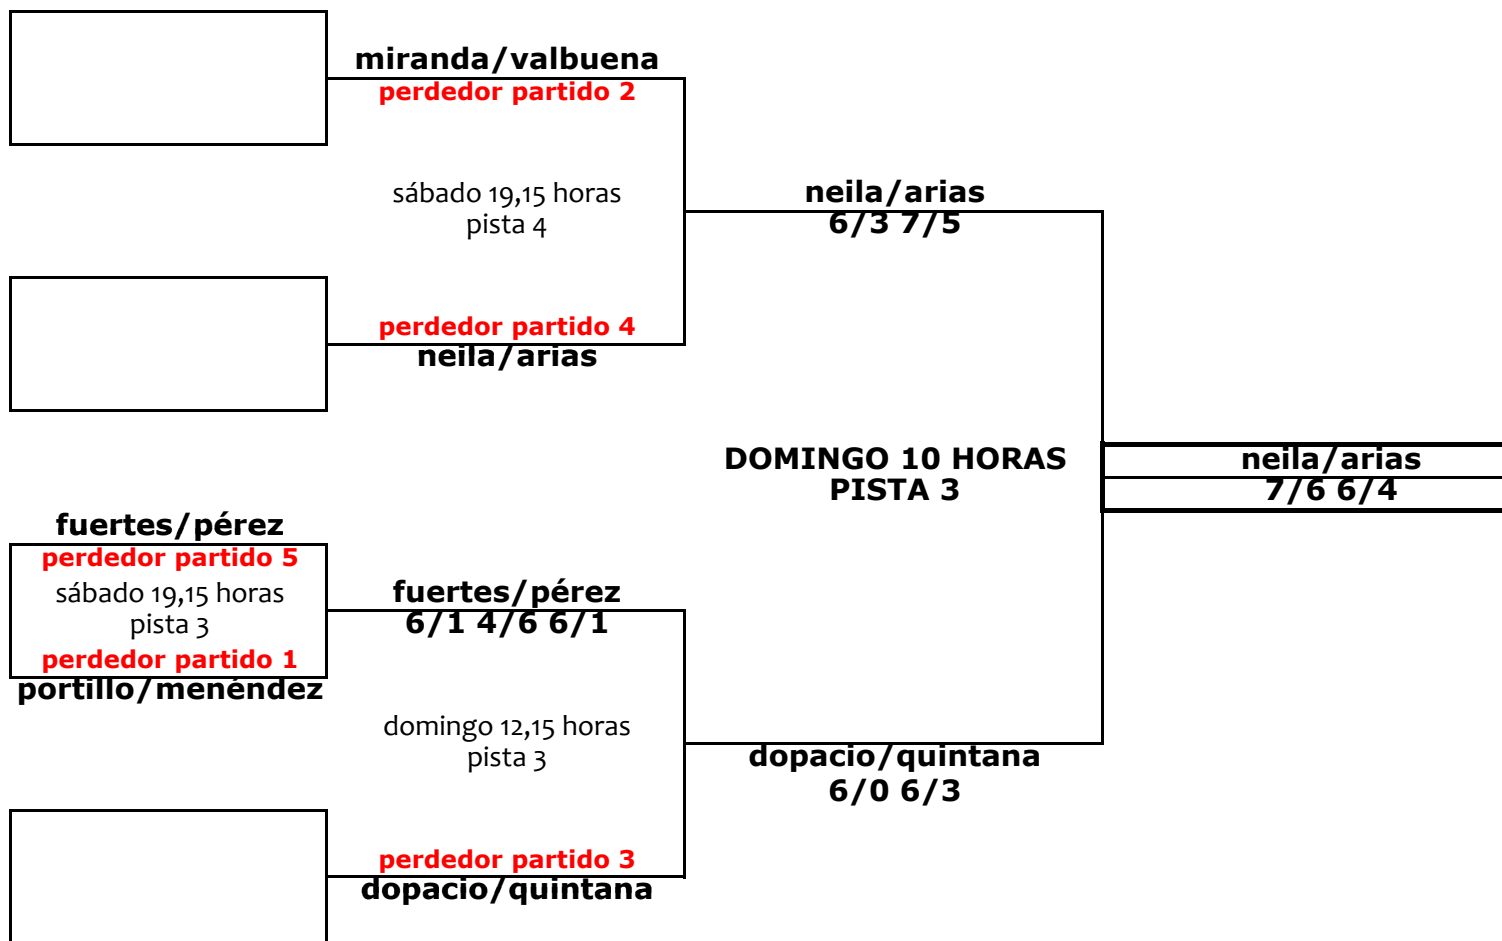 miranda/valbuena
perdedor partido 2
sábado 19,15 horas
pista 4
perdedor partido 4
neila/arias
neila/arias
6/3 7/5
DOMINGO 10 HORAS
PISTA 3
neila/arias
7/6 6/4
fuertes/pérez
perdedor partido 5
sábado 19,15 horas
pista 3
perdedor partido 1
portillo/menéndez
fuertes/pérez
6/1 4/6 6/1
domingo 12,15 horas
pista 3
perdedor partido 3
dopacio/quintana
dopacio/quintana
6/0 6/3